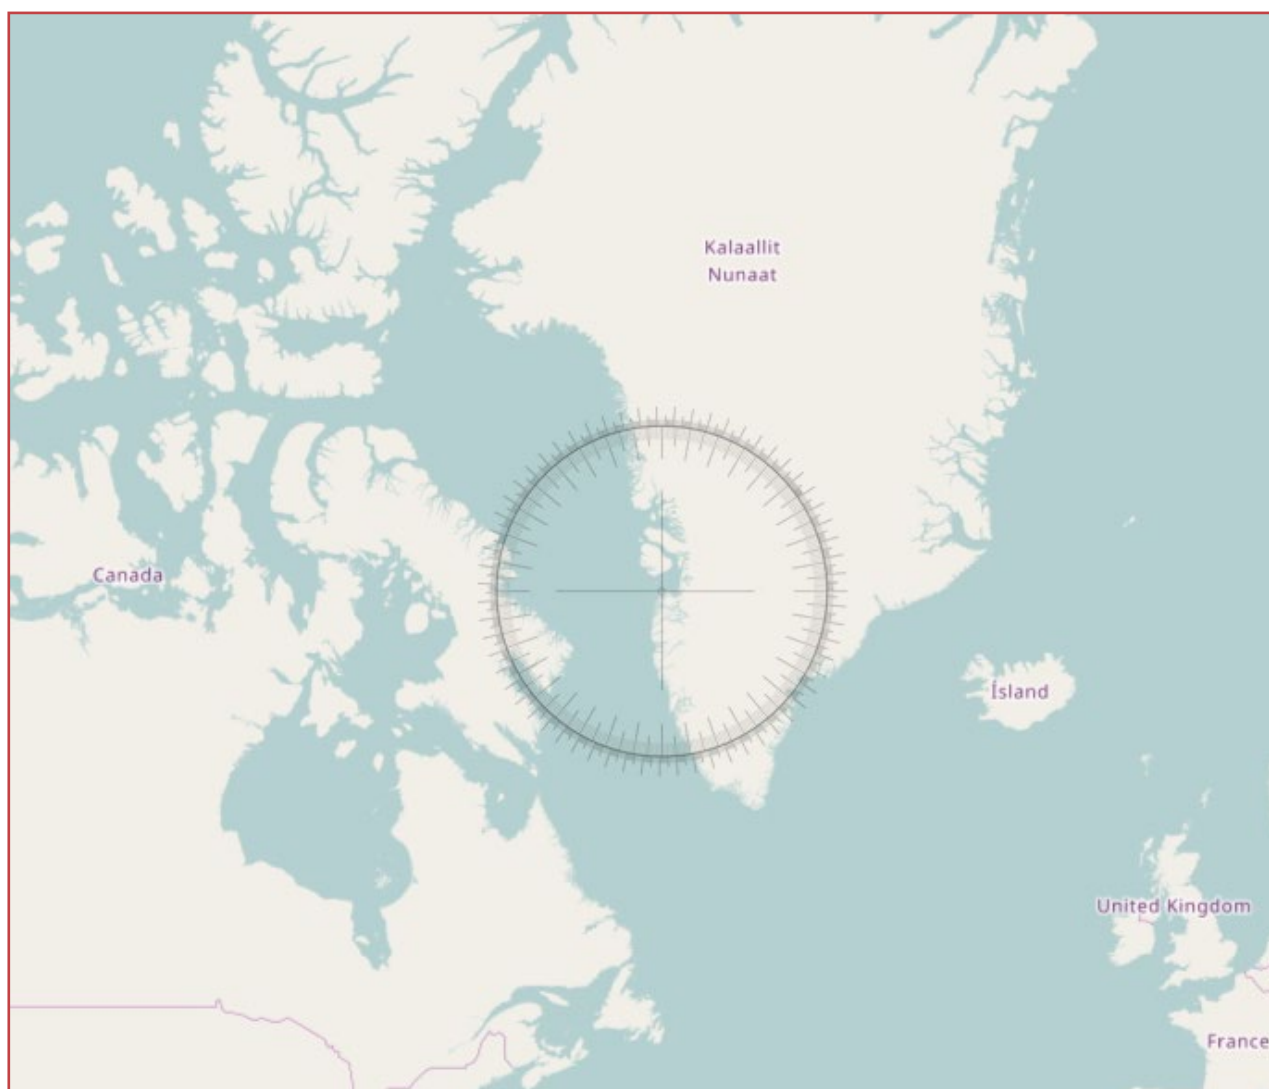 Kalaallit
Nunaat
Canada
Ísland
United Kingdom
France